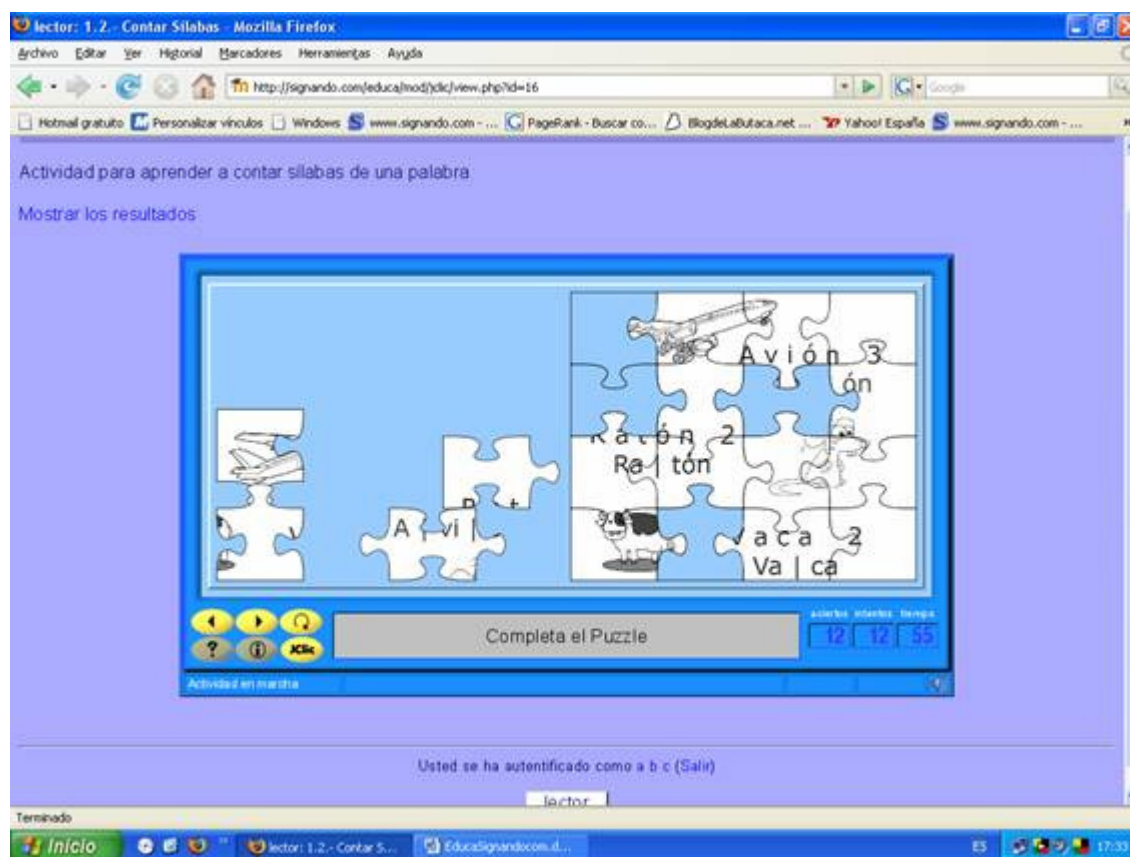 lector: 1.2.- Contar Sílabas - Mozilla Firefox
Archivo Editar Ver Historial Marcadores Herramientas Ayuda
http://signando.com/educa/mod/jclic/view.php?id=16
Google
Hotmail gratuito Personalizar vínculos Windows www.signando.com - ... PageRank - Buscar co... BlogdeLaButaca.net ... Yahoo! España www.signando.com - ...
Actividad para aprender a contar sílabas de una palabra
Mostrar los resultados
Avión 3
ón
Ratón 2
Ra | tón
A | vi |
Vaca 2
Va | ca
Completa el Puzzle
aciertos intentos tiempo
12 12 55
? JClic
Actividad en marcha
Usted se ha autentificado como a b c (Salir)
lector
Terminado
Inicio
lector: 1.2.- Contar S...
EducaSignandocom.d...
ES
17:33